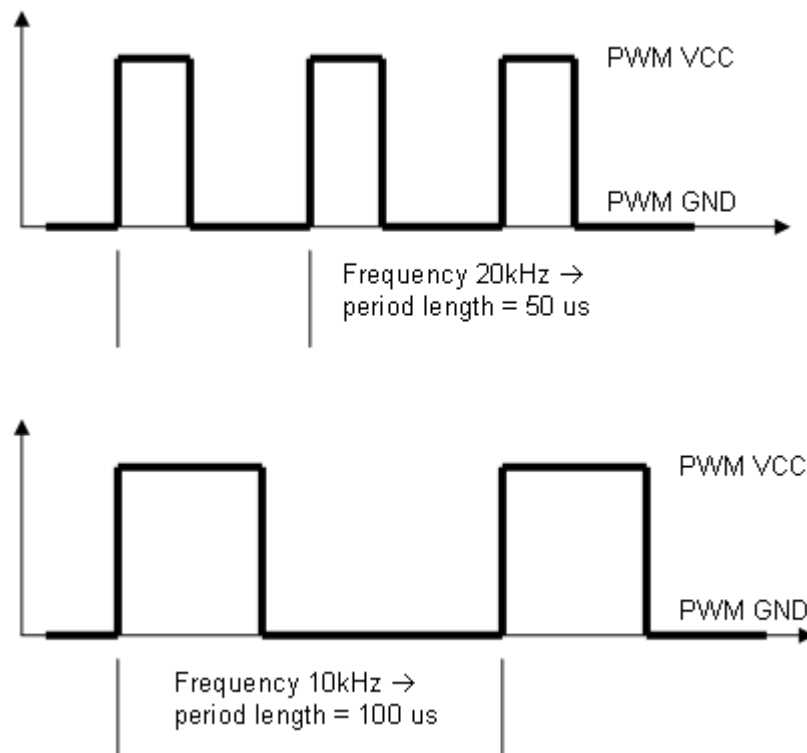 PWM VCC
PWM GND
Frequency 20kHz →
period length = 50 us
PWM VCC
PWM GND
Frequency 10kHz →
period length = 100 us